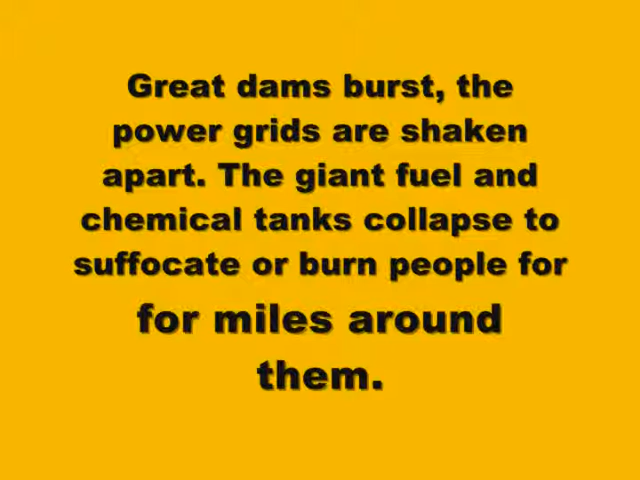 Great dams burst, the
power grids are shaken
apart. The giant fuel and
chemical tanks collapse to
suffocate or burn people for
for miles around
them.